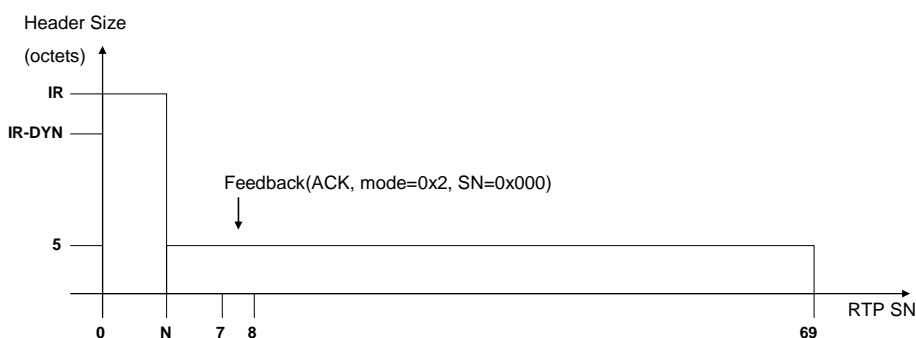 Header Size
(octets)
IR
IR-DYN
Feedback(ACK, mode=0x2, SN=0x000)
5
RTP SN
0 N 7 8 69